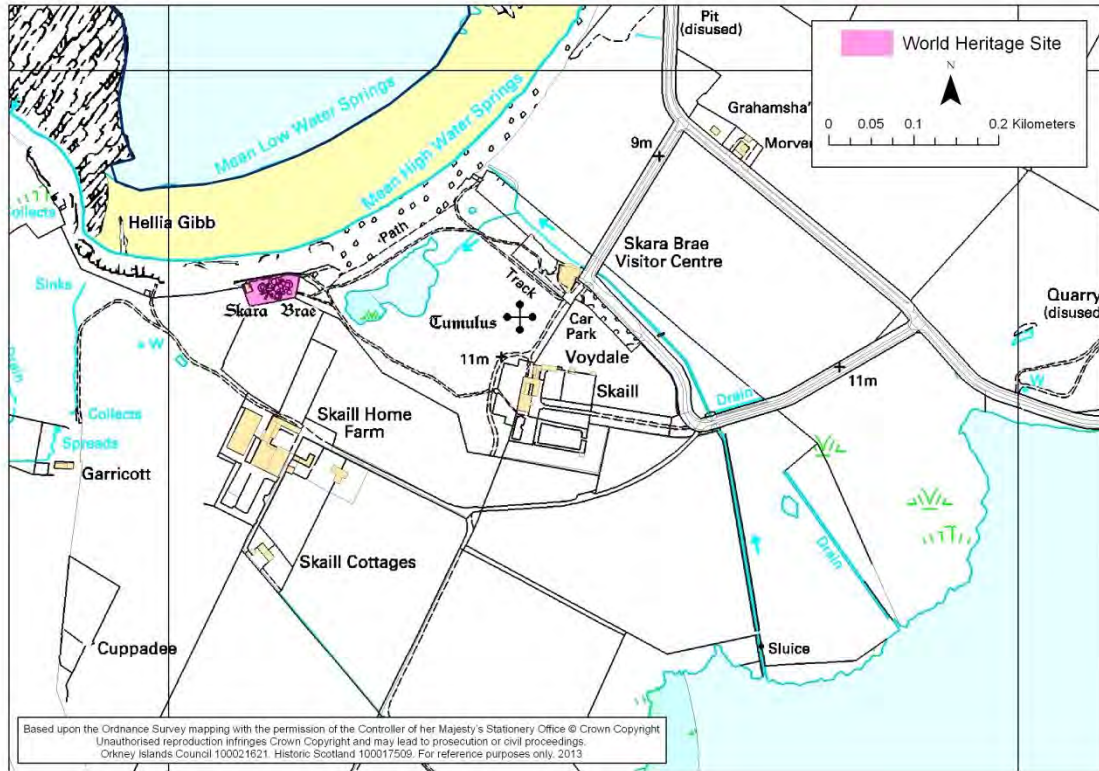 Pit
(disused)
World Heritage Site
N
0 0.05 0.1 0.2 Kilometers
Grahamsha'
Morven
9m
Mean Low Water Springs
Mean High Water Springs
Collects
Hellia Gibb
Path
Skara Brae
Visitor Centre
Sinks
Skara Brae
Track
Tumulus
Car
Park
Quarry
(disused)
W
11m
Voydale
11m
W
Drain
Skaill
Drain
Collects
Skaill Home
Farm
Spreads
Garricott
Drain
Skaill Cottages
Cuppadee
Sluice
Based upon the Ordnance Survey mapping with the permission of the Controller of her Majesty's Stationery Office © Crown Copyright
Unauthorised reproduction infringes Crown Copyright and may lead to prosecution or civil proceedings.
Orkney Islands Council 100021621. Historic Scotland 100017509. For reference purposes only. 2013